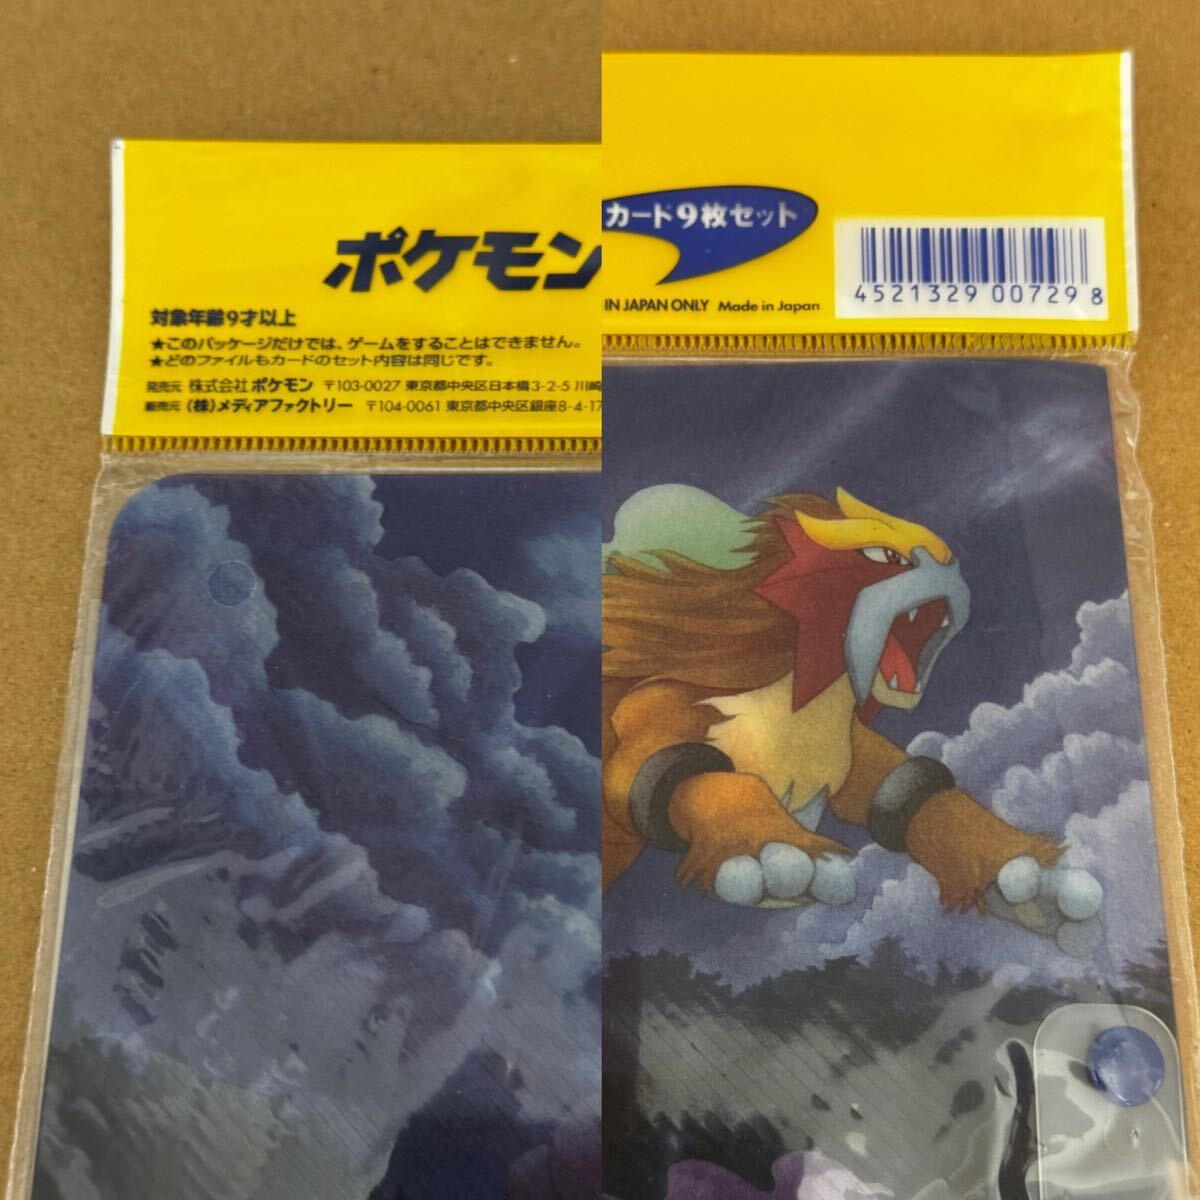 ポケモン
対象年齢9才以上
★このパッケージだけでは、ゲームをすることはできません。
★どのファイルもカードのセット内容は同じです。
発売元 株式会社 ポケモン 〒103-0027 東京都中央区日本橋3-2-5 川崎
販売元 (株)メディアファクトリー 〒104-0061 東京都中央区銀座8-4-17
カード9枚セット
IN JAPAN ONLY Made in Japan
4521329 00729 8